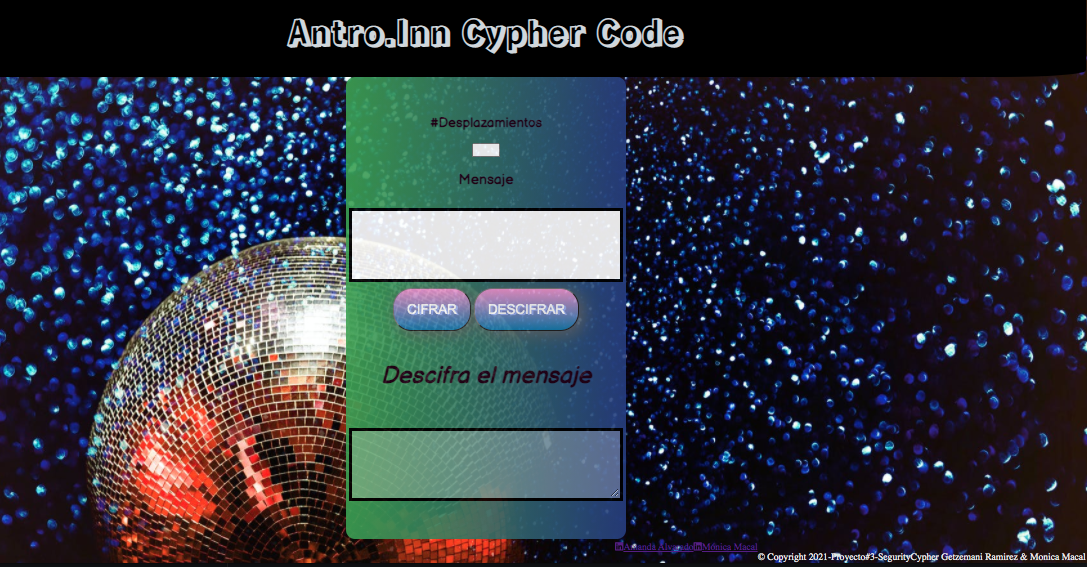 Antro.Inn Cypher Code
#Desplazamientos
Mensaje
CIFRAR DESCIFRAR
Descifra el mensaje
Amanda Alvarado Mónica Macal
© Copyright 2021-Proyecto#3-SegurityCypher Getzemani Ramirez & Monica Macal